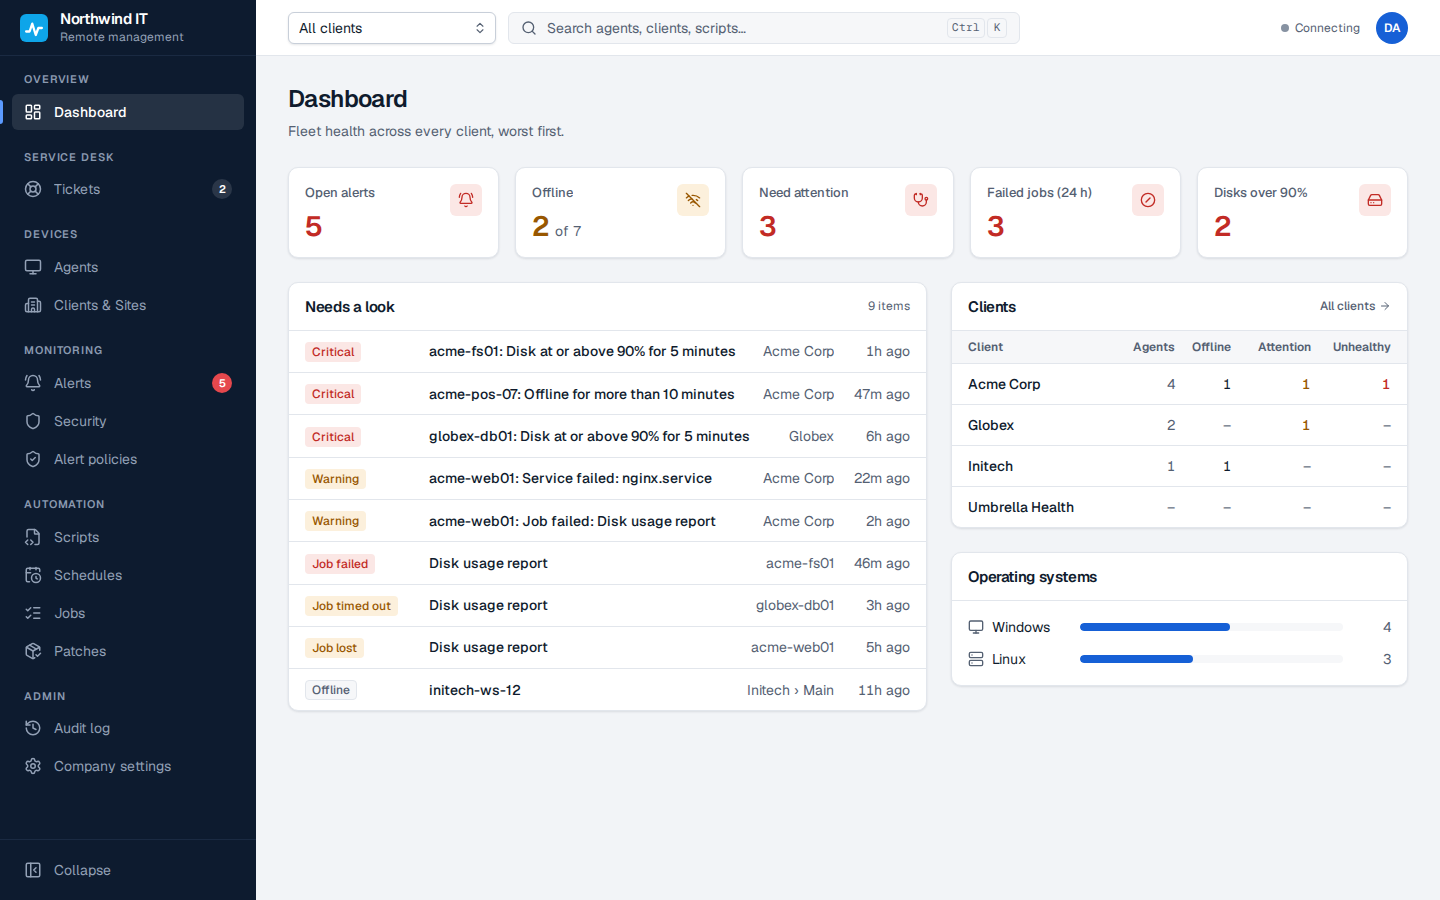 Northwind IT
Remote management
OVERVIEW
Dashboard
SERVICE DESK
Tickets 2
DEVICES
Agents
Clients & Sites
MONITORING
Alerts 5
Security
Alert policies
AUTOMATION
Scripts
Schedules
Jobs
Patches
ADMIN
Audit log
Company settings
Collapse
All clients
Search agents, clients, scripts… Ctrl K
Connecting DA
Dashboard
Fleet health across every client, worst first.
Open alerts
5
Offline
2 of 7
Need attention
3
Failed jobs (24 h)
3
Disks over 90%
2
Needs a look 9 items
Critical acme-fs01: Disk at or above 90% for 5 minutes Acme Corp 1h ago
Critical acme-pos-07: Offline for more than 10 minutes Acme Corp 47m ago
Critical globex-db01: Disk at or above 90% for 5 minutes Globex 6h ago
Warning acme-web01: Service failed: nginx.service Acme Corp 22m ago
Warning acme-web01: Job failed: Disk usage report Acme Corp 2h ago
Job failed Disk usage report acme-fs01 46m ago
Job timed out Disk usage report globex-db01 3h ago
Job lost Disk usage report acme-web01 5h ago
Offline initech-ws-12 Initech › Main 11h ago
Clients All clients →
Client Agents Offline Attention Unhealthy
Acme Corp 4 1 1 1
Globex 2 – 1 –
Initech 1 1 – –
Umbrella Health – – – –
Operating systems
Windows 4
Linux 3